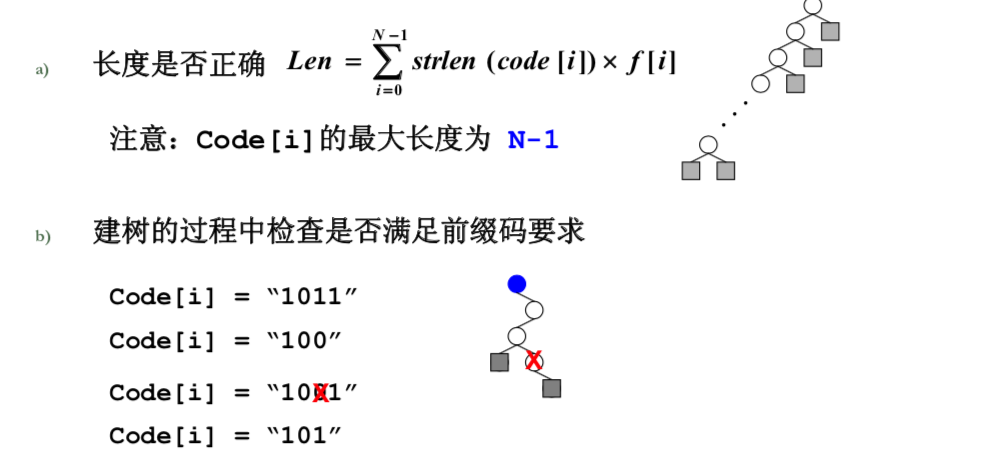 a) 长度是否正确 Len = \sum_{i=0}^{N-1} strlen (code [i]) × f [i]
注意：Code[i]的最大长度为 N-1
b) 建树的过程中检查是否满足前缀码要求
Code[i] = “1011”
Code[i] = “100”
Code[i] = “1001”
Code[i] = “101”